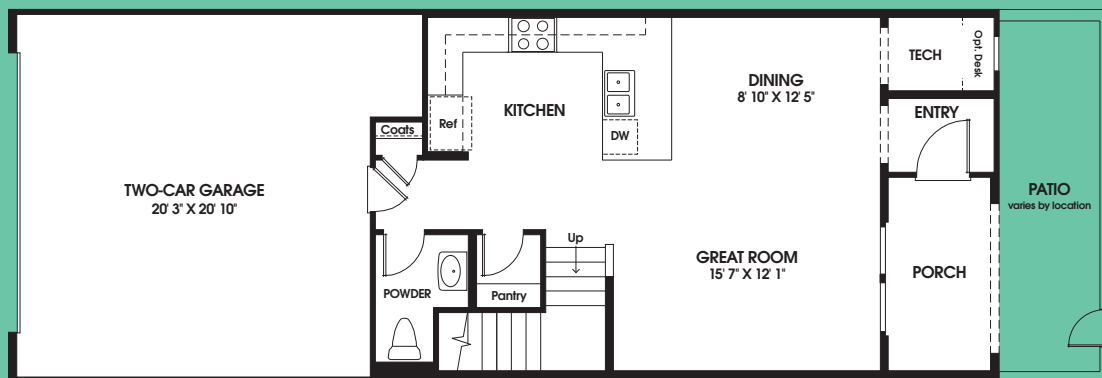 TWO-CAR GARAGE
20' 3" X 20' 10"
Coats
Ref
KITCHEN
DW
DINING
8' 10" X 12' 5"
TECH
Opt. Desk
ENTRY
PATIO
varies by location
PORCH
GREAT ROOM
15' 7" X 12' 1"
Up
POWDER
Pantry